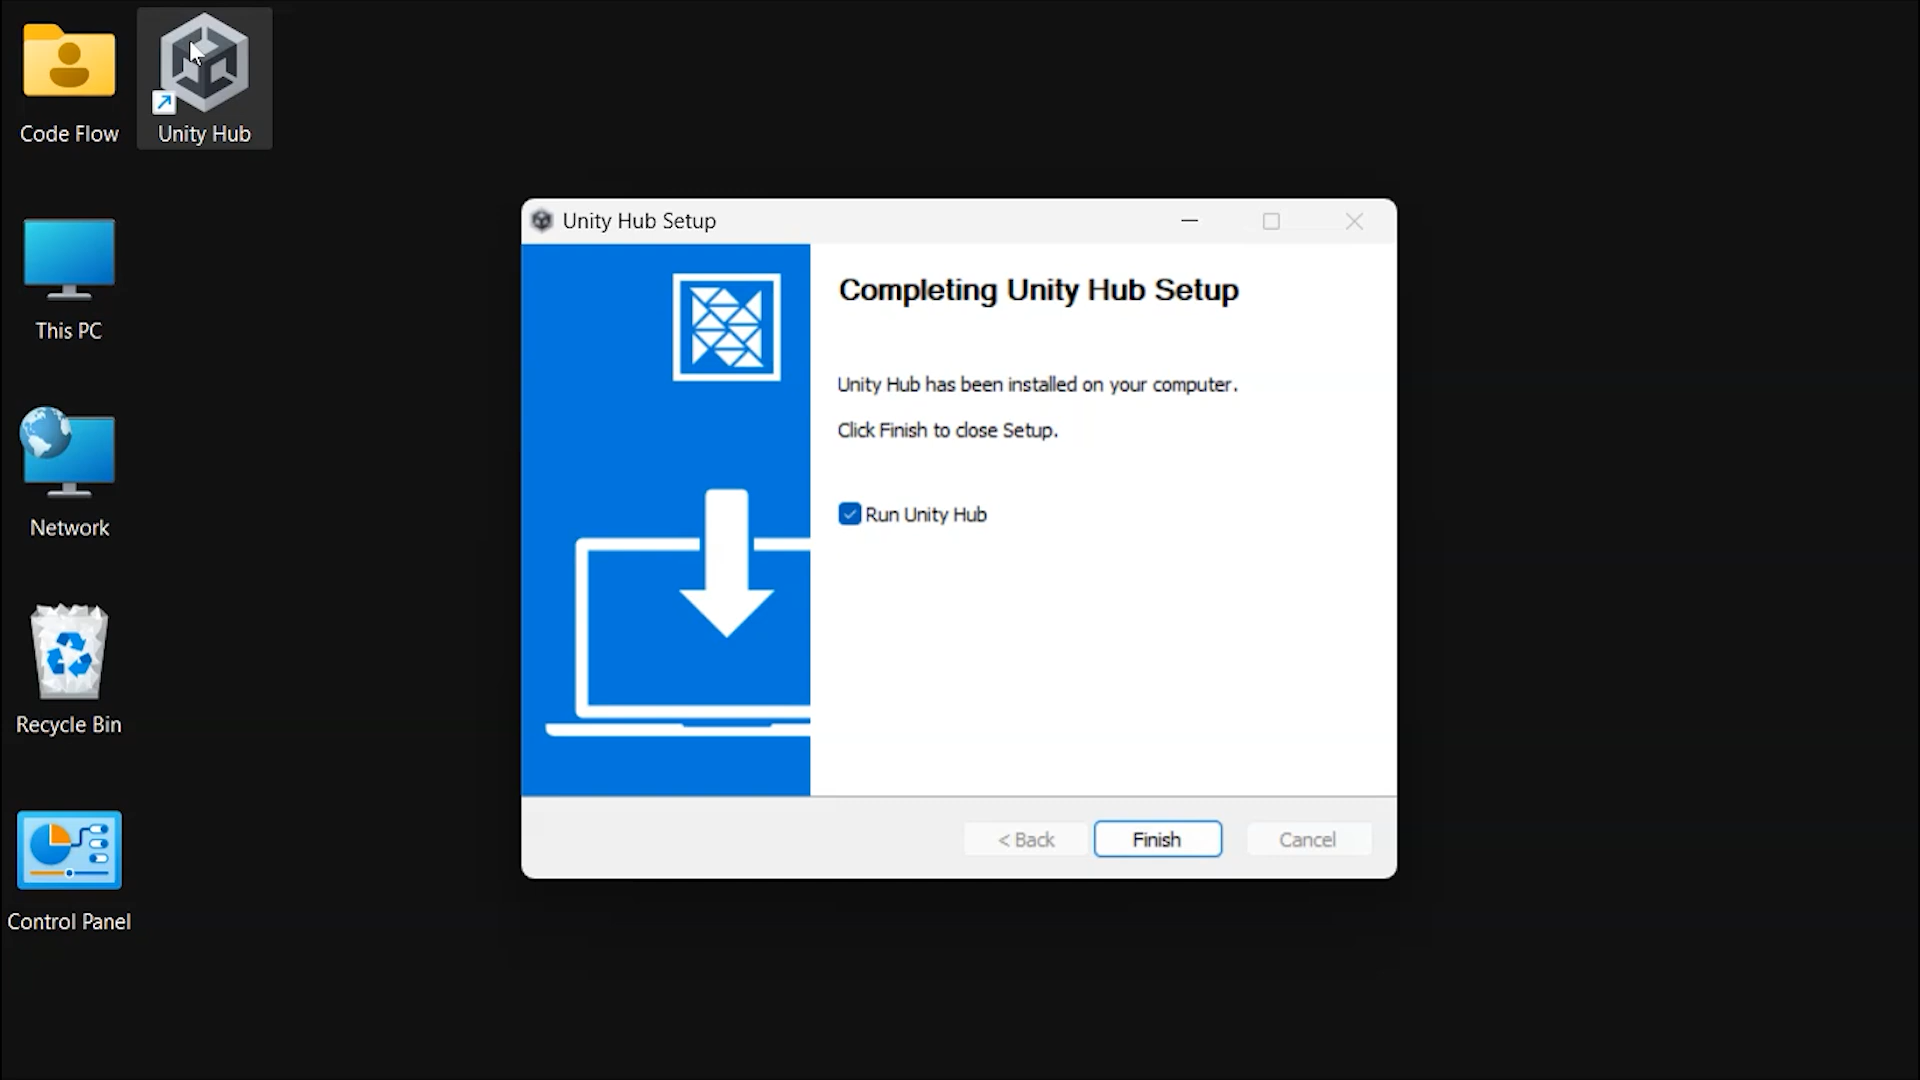 Code Flow
Unity Hub
This PC
Network
Recycle Bin
Control Panel
Unity Hub Setup
Completing Unity Hub Setup
Unity Hub has been installed on your computer.
Click Finish to close Setup.
Run Unity Hub
< Back
Finish
Cancel